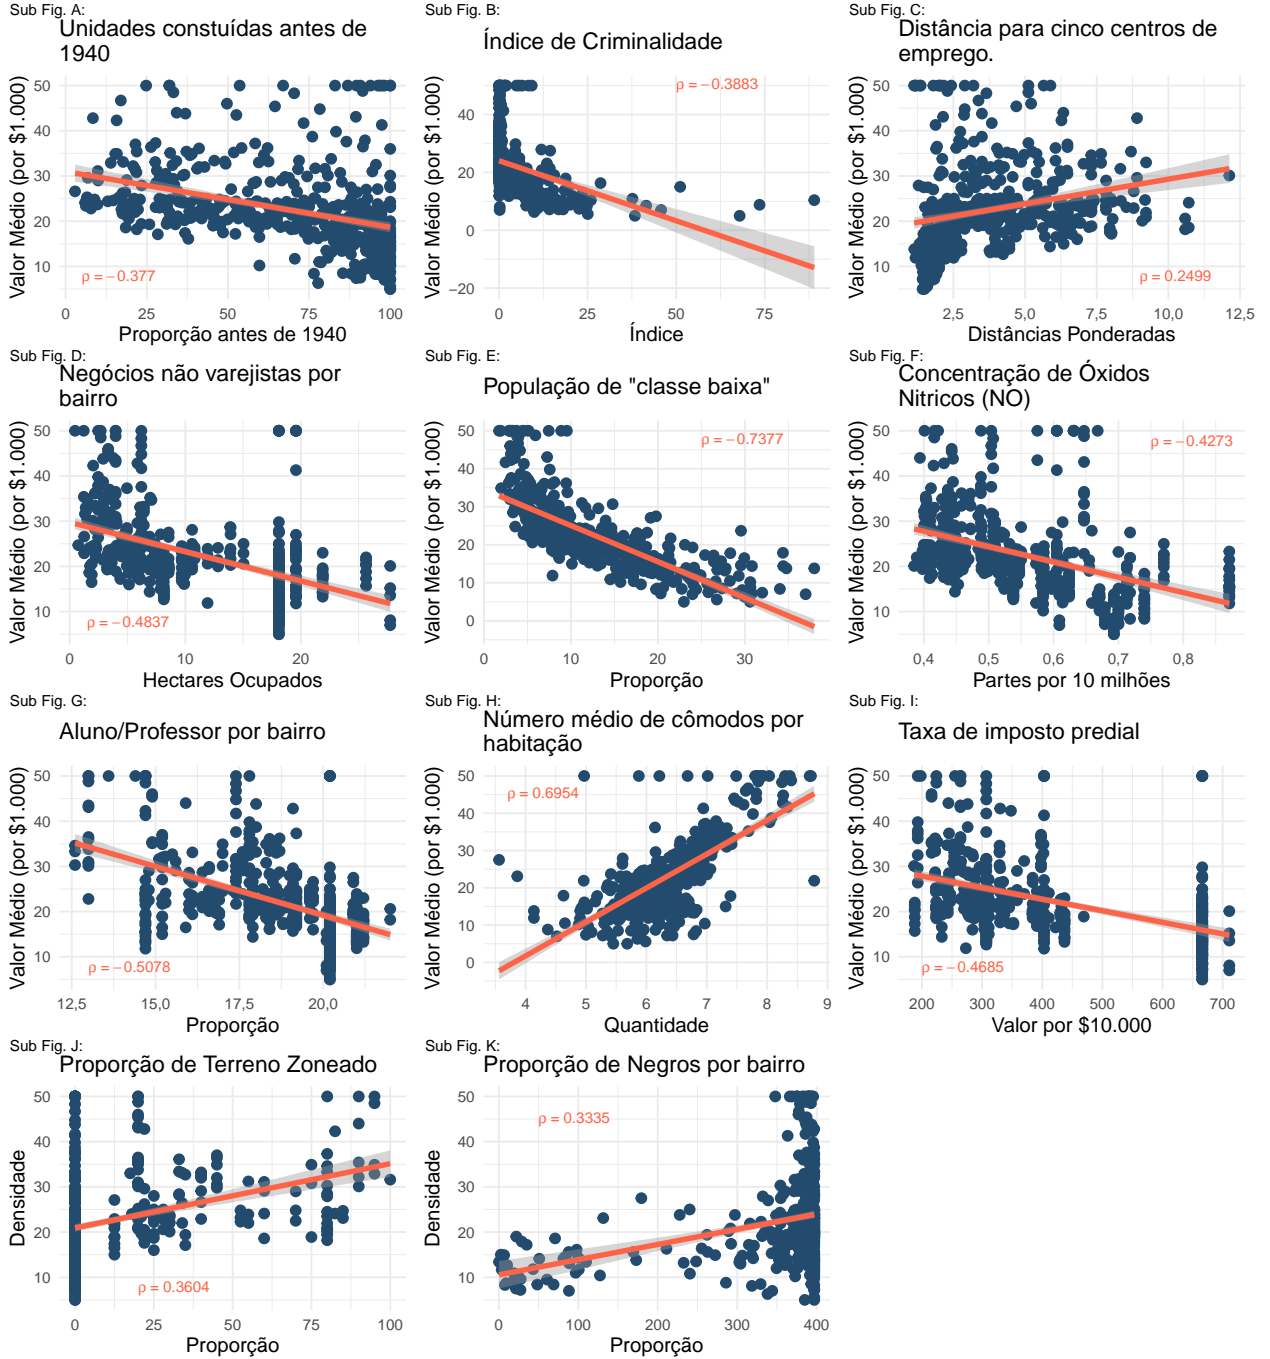 Sub Fig. A:
Unidades constuídas antes de
1940
Valor Médio (por $1.000)
50
40
30
20
10
ρ = −0.377
0 25 50 75 100
Proporção antes de 1940
Sub Fig. B:
Índice de Criminalidade
Valor Médio (por $1.000)
40
20
0
−20
ρ = −0.3883
0 25 50 75
Índice
Sub Fig. C:
Distância para cinco centros de
emprego.
Valor Médio (por $1.000)
50
40
30
20
10
ρ = 0.2499
2,5 5,0 7,5 10,0 12,5
Distâncias Ponderadas
Sub Fig. D:
Negócios não varejistas por
bairro
Valor Médio (por $1.000)
50
40
30
20
10
ρ = −0.4837
0 10 20
Hectares Ocupados
Sub Fig. E:
População de "classe baixa"
Valor Médio (por $1.000)
50
40
30
20
10
0
ρ = −0.7377
0 10 20 30
Proporção
Sub Fig. F:
Concentração de Óxidos
Nitricos (NO)
Valor Médio (por $1.000)
50
40
30
20
10
ρ = −0.4273
0,4 0,5 0,6 0,7 0,8
Partes por 10 milhões
Sub Fig. G:
Aluno/Professor por bairro
Valor Médio (por $1.000)
50
40
30
20
10
ρ = −0.5078
12,5 15,0 17,5 20,0
Proporção
Sub Fig. H:
Número médio de cômodos por
habitação
Valor Médio (por $1.000)
50
40
30
20
10
0
ρ = 0.6954
4 5 6 7 8 9
Quantidade
Sub Fig. I:
Taxa de imposto predial
Valor Médio (por $1.000)
50
40
30
20
10
ρ = −0.4685
200 300 400 500 600 700
Valor por $10.000
Sub Fig. J:
Proporção de Terreno Zoneado
Densidade
50
40
30
20
10
ρ = 0.3604
0 25 50 75 100
Proporção
Sub Fig. K:
Proporção de Negros por bairro
Densidade
50
40
30
20
10
ρ = 0.3335
0 100 200 300 400
Proporção